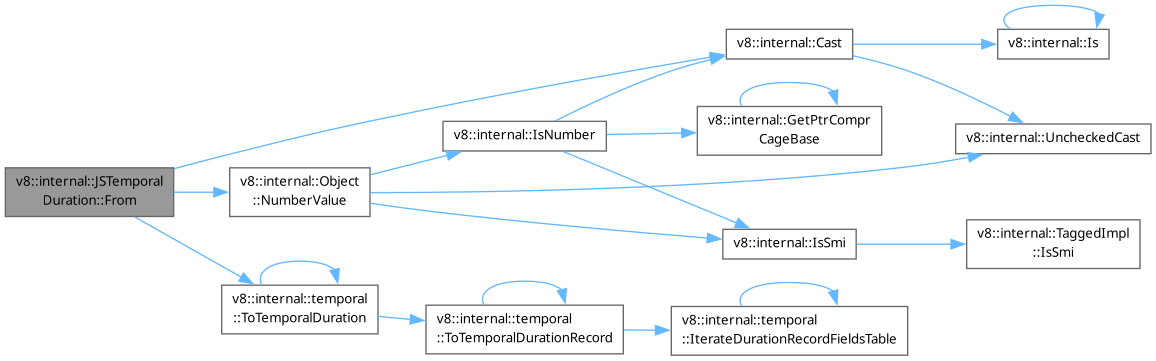 v8::internal::JSTemporal
Duration::From
v8::internal::Object
::NumberValue
v8::internal::temporal
::ToTemporalDuration
v8::internal::IsNumber
v8::internal::temporal
::ToTemporalDurationRecord
v8::internal::Cast
v8::internal::GetPtrCompr
CageBase
v8::internal::IsSmi
v8::internal::temporal
::IterateDurationRecordFieldsTable
v8::internal::Is
v8::internal::UncheckedCast
v8::internal::TaggedImpl
::IsSmi